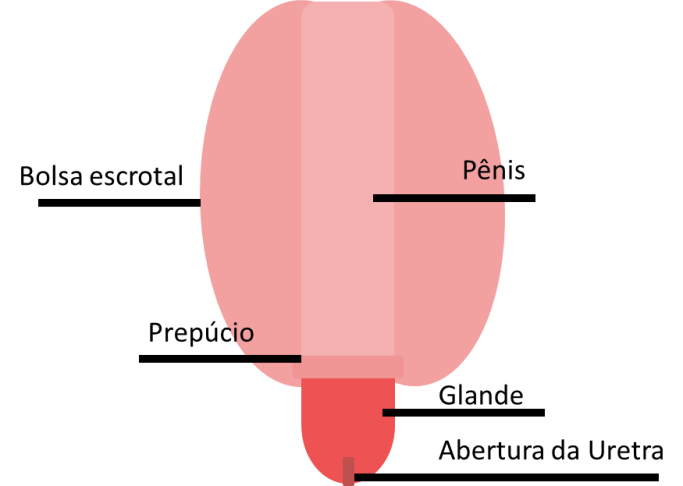 Pênis
Bolsa escrotal
Prepúcio
Glande
Abertura da Uretra